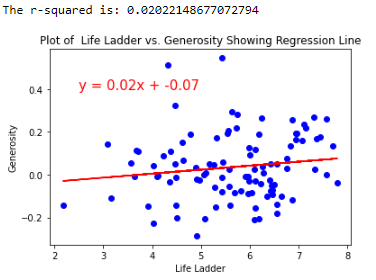 The r-squared is: 0.02022148677072794
Plot of  Life Ladder vs. Generosity Showing Regression Line
y = 0.02x + -0.07
0.4
0.2
0.0
−0.2
Generosity
2 3 4 5 6 7 8
Life Ladder